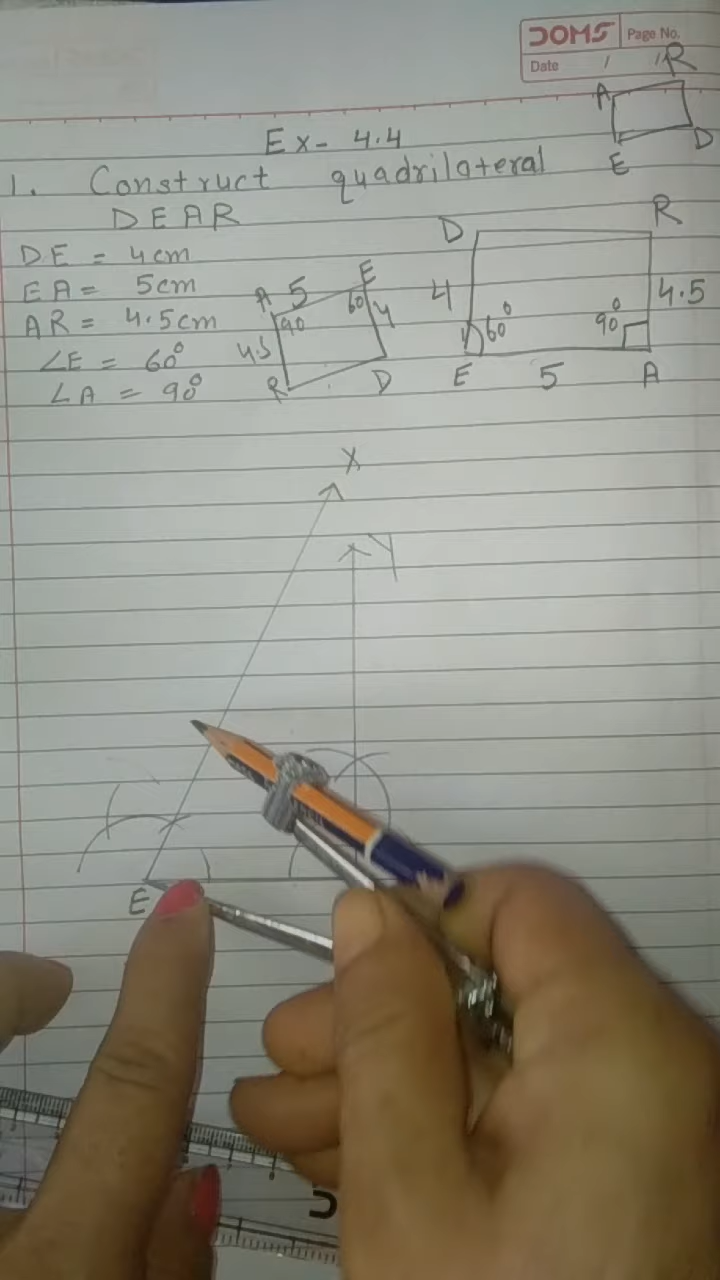 DOMS Page No.
Date / /
R
A
D
E
Ex- 4.4
1. Construct quadrilateral
DEAR
DE = 4cm
EA = 5cm
AR = 4.5cm
∠E = 60°
∠A = 90°
A 5 E
90 60 4
4.5
R D
D R
4 4.5
60° 90°
E 5 A
X
Y
E